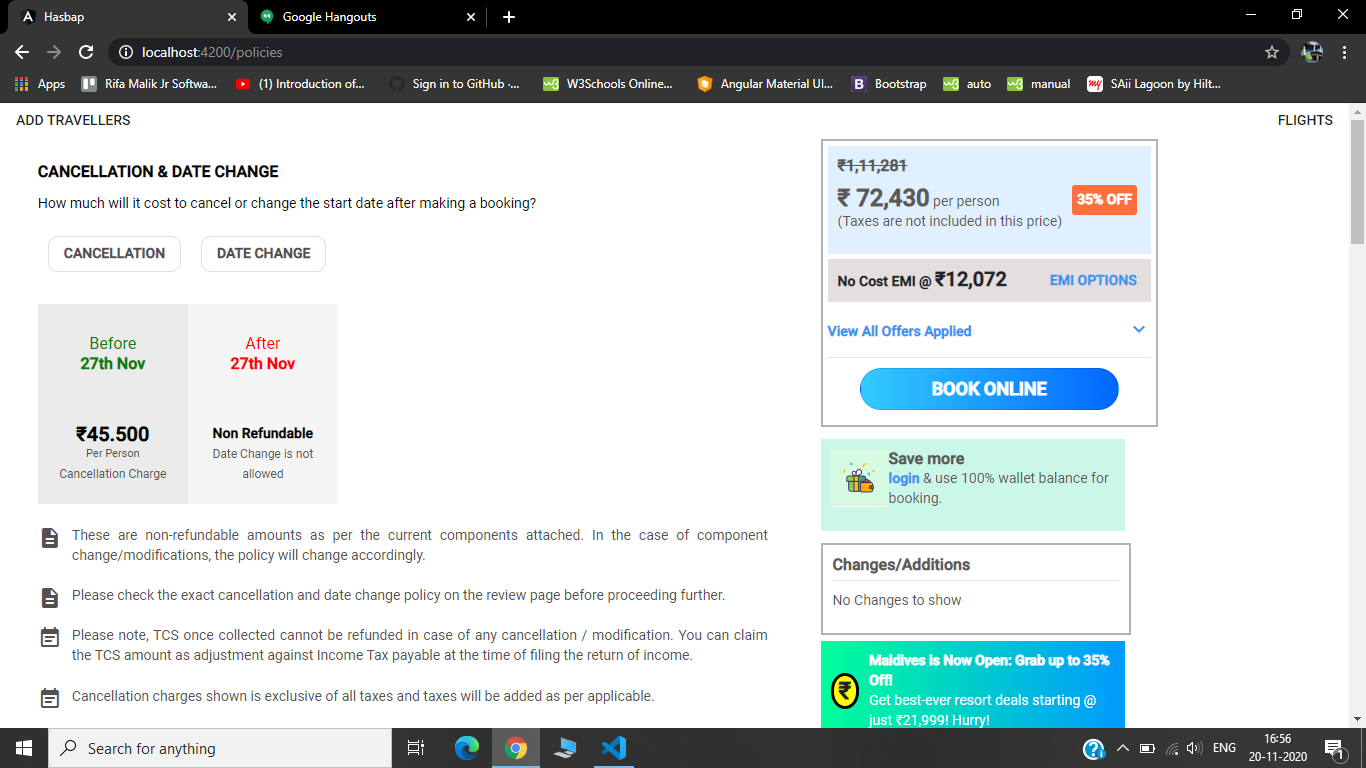 Hasbap
Google Hangouts
localhost:4200/policies
Apps
Rifa Malik Jr Softwa...
(1) Introduction of...
Sign in to GitHub ·...
W3Schools Online...
Angular Material UI...
B Bootstrap
auto
manual
my SAii Lagoon by Hilt...
ADD TRAVELLERS
FLIGHTS
CANCELLATION & DATE CHANGE
How much will it cost to cancel or change the start date after making a booking?
CANCELLATION
DATE CHANGE
Before
27th Nov
₹45.500
Per Person
Cancellation Charge
After
27th Nov
Non Refundable
Date Change is not
allowed
These are non-refundable amounts as per the current components attached. In the case of component
change/modifications, the policy will change accordingly.
Please check the exact cancellation and date change policy on the review page before proceeding further.
Please note, TCS once collected cannot be refunded in case of any cancellation / modification. You can claim
the TCS amount as adjustment against Income Tax payable at the time of filing the return of income.
Cancellation charges shown is exclusive of all taxes and taxes will be added as per applicable.
₹1,11,281
₹ 72,430 per person
35% OFF
(Taxes are not included in this price)
No Cost EMI @ ₹12,072
EMI OPTIONS
View All Offers Applied
BOOK ONLINE
Save more
login & use 100% wallet balance for
booking.
Changes/Additions
No Changes to show
Maldives Is Now Open: Grab up to 35%
Off!
₹
Get best-ever resort deals starting @
just ₹21,999! Hurry!
Search for anything
ENG
16:56
20-11-2020
1